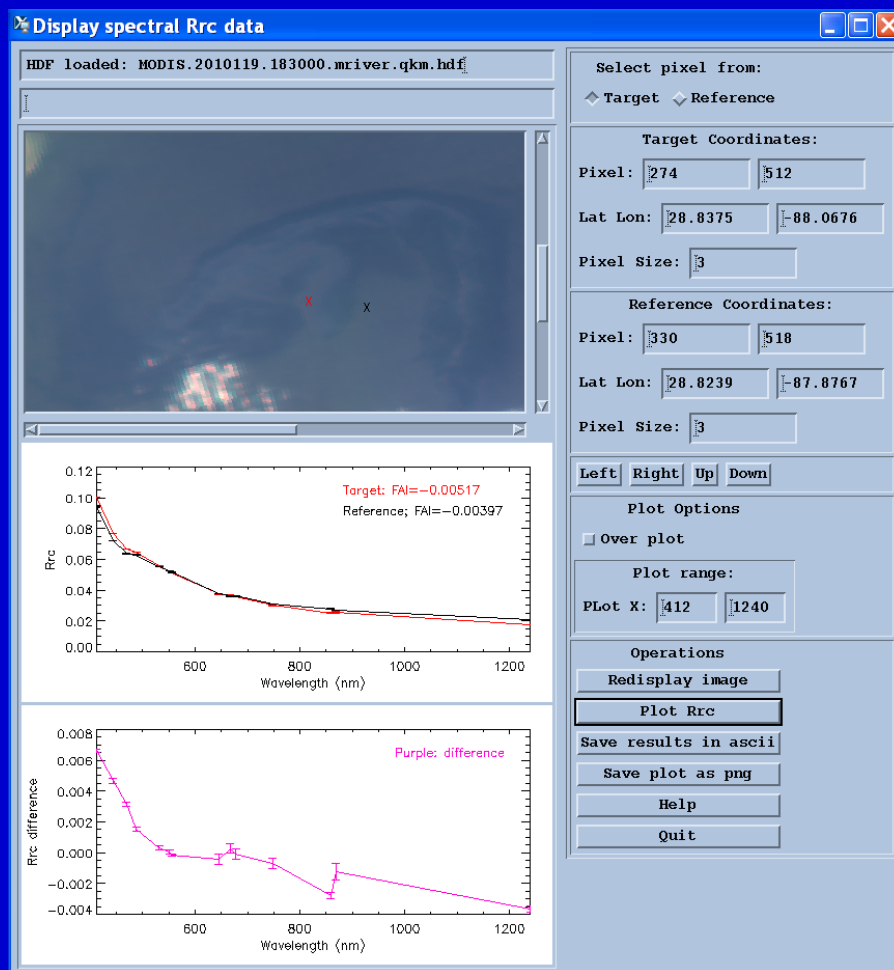 Display spectral Rrc data
HDF loaded: MODIS.2010119.183000.mriver.qkm.hdf
Select pixel from:
Target Reference
Target Coordinates:
Pixel: 274 512
Lat Lon: 28.8375 -88.0676
Pixel Size: 3
Reference Coordinates:
Pixel: 330 518
Lat Lon: 28.8239 -87.8767
Pixel Size: 3
Left Right Up Down
Plot Options
Over plot
Plot range:
PLot X: 412 1240
Operations
Redisplay image
Plot Rrc
Save results in ascii
Save plot as png
Help
Quit
X X
0.12
0.10
0.08
0.06
0.04
0.02
0.00
Rrc
Target: FAI=-0.00517
Reference; FAI=-0.00397
600 800 1000 1200
Wavelength (nm)
0.008
0.006
0.004
0.002
0.000
-0.002
-0.004
Rrc difference
Purple: difference
600 800 1000 1200
Wavelength (nm)